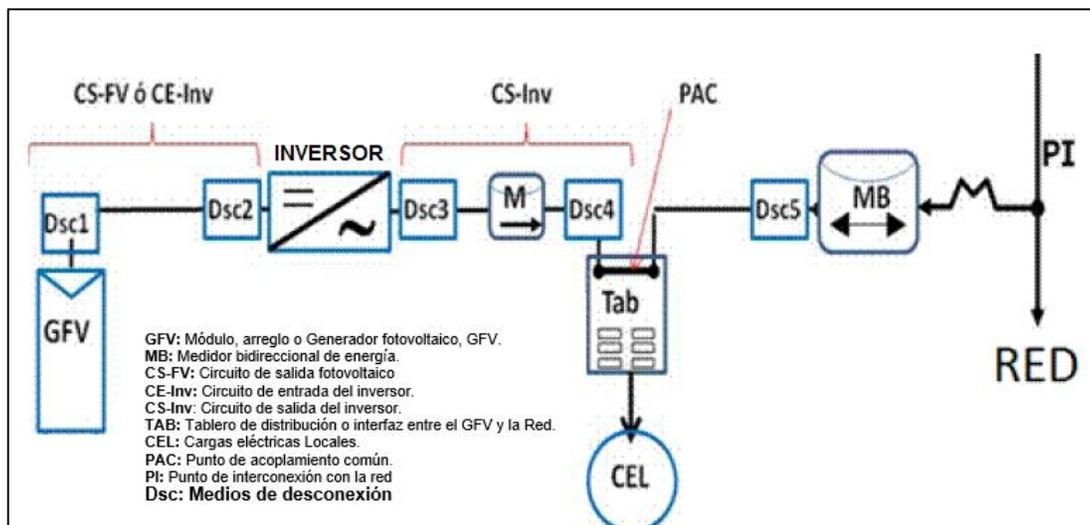 CS-FV ó CE-Inv
CS-Inv
PAC
INVERSOR
PI
Dsc1
Dsc2
Dsc3
M
Dsc4
Dsc5
MB
Tab
GFV
RED
CEL
GFV: Módulo, arreglo o Generador fotovoltaico, GFV.
MB: Medidor bidireccional de energía.
CS-FV: Circuito de salida fotovoltaico
CE-Inv: Circuito de entrada del inversor.
CS-Inv: Circuito de salida del inversor.
TAB: Tablero de distribución o interfaz entre el GFV y la Red.
CEL: Cargas eléctricas Locales.
PAC: Punto de acoplamiento común.
PI: Punto de interconexión con la red
Dsc: Medios de desconexión